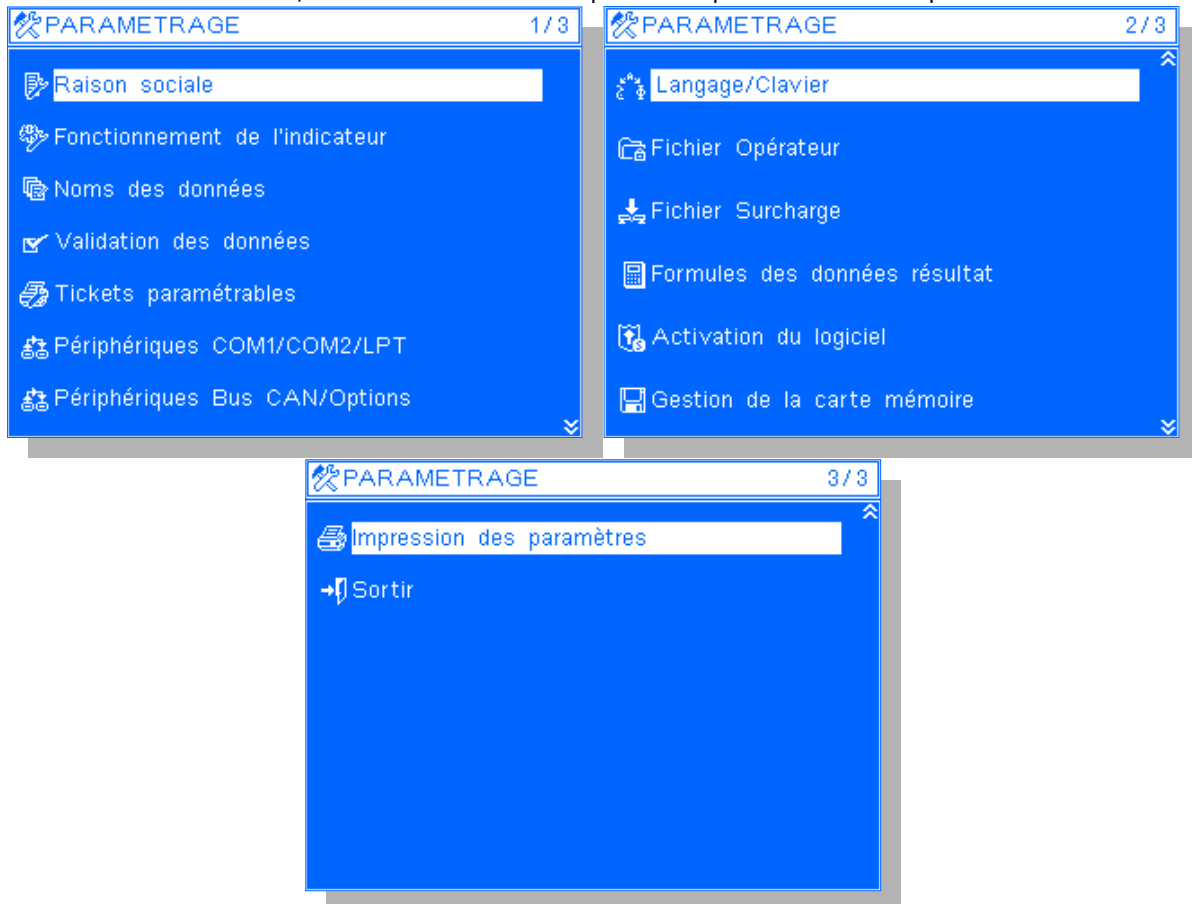 PARAMETRAGE 1/3
Raison sociale
Fonctionnement de l'indicateur
Noms des données
Validation des données
Tickets paramétrables
Périphériques COM1/COM2/LPT
Périphériques Bus CAN/Options
PARAMETRAGE 2/3
Langage/Clavier
Fichier Opérateur
Fichier Surcharge
Formules des données résultat
Activation du logiciel
Gestion de la carte mémoire
PARAMETRAGE 3/3
Impression des paramètres
Sortir